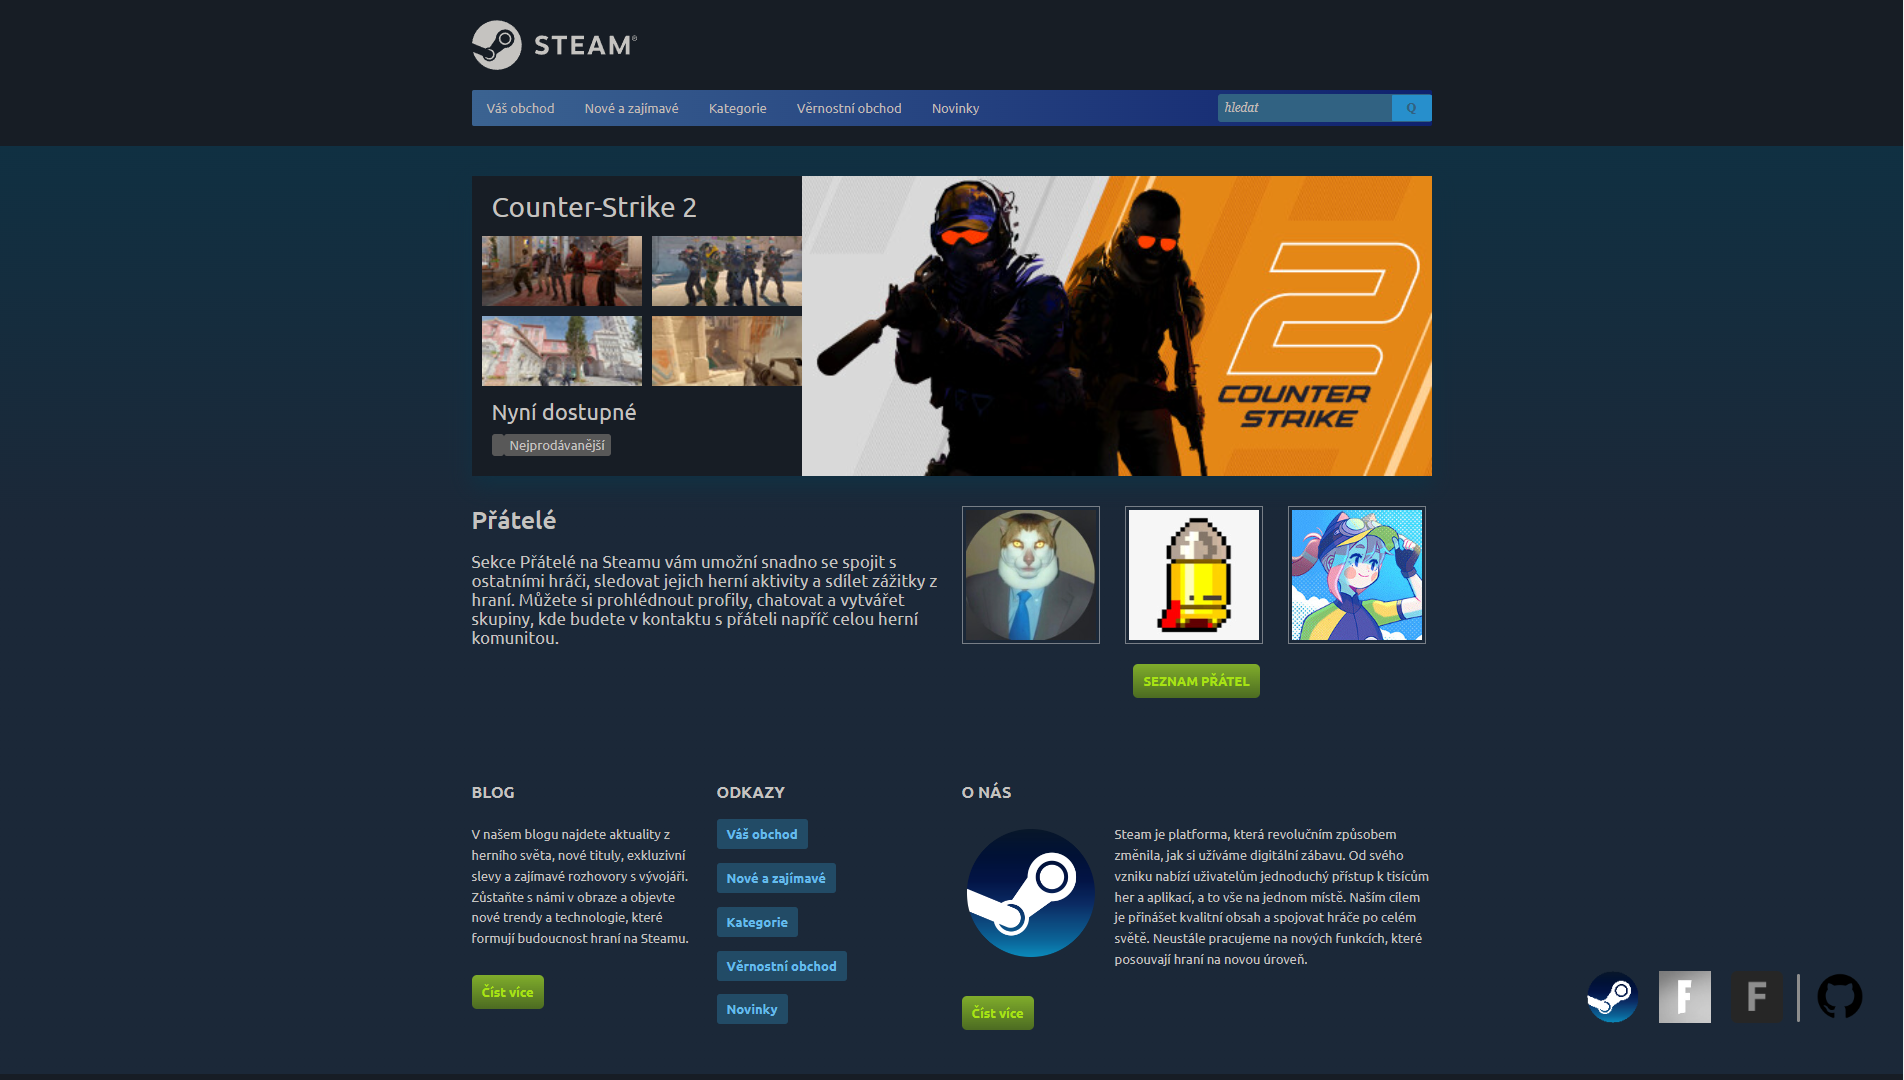 STEAM®
Váš obchod Nové a zajímavé Kategorie Věrnostní obchod Novinky hledat Q
Counter-Strike 2
2
COUNTER
STRIKE
Nyní dostupné
Nejprodávanější
Přátelé
Sekce Přátelé na Steamu vám umožní snadno se spojit s
ostatními hráči, sledovat jejich herní aktivity a sdílet zážitky z
hraní. Můžete si prohlédnout profily, chatovat a vytvářet
skupiny, kde budete v kontaktu s přáteli napříč celou herní
komunitou.
SEZNAM PŘÁTEL
BLOG
V našem blogu najdete aktuality z
herního světa, nové tituly, exkluzivní
slevy a zajímavé rozhovory s vývojáři.
Zůstaňte s námi v obraze a objevte
nové trendy a technologie, které
formují budoucnost hraní na Steamu.
Číst více
ODKAZY
Váš obchod
Nové a zajímavé
Kategorie
Věrnostní obchod
Novinky
O NÁS
Steam je platforma, která revolučním způsobem
změnila, jak si užíváme digitální zábavu. Od svého
vzniku nabízí uživatelům jednoduchý přístup k tisícům
her a aplikací, a to vše na jednom místě. Naším cílem
je přinášet kvalitní obsah a spojovat hráče po celém
světě. Neustále pracujeme na nových funkcích, které
posouvají hraní na novou úroveň.
Číst více
F F